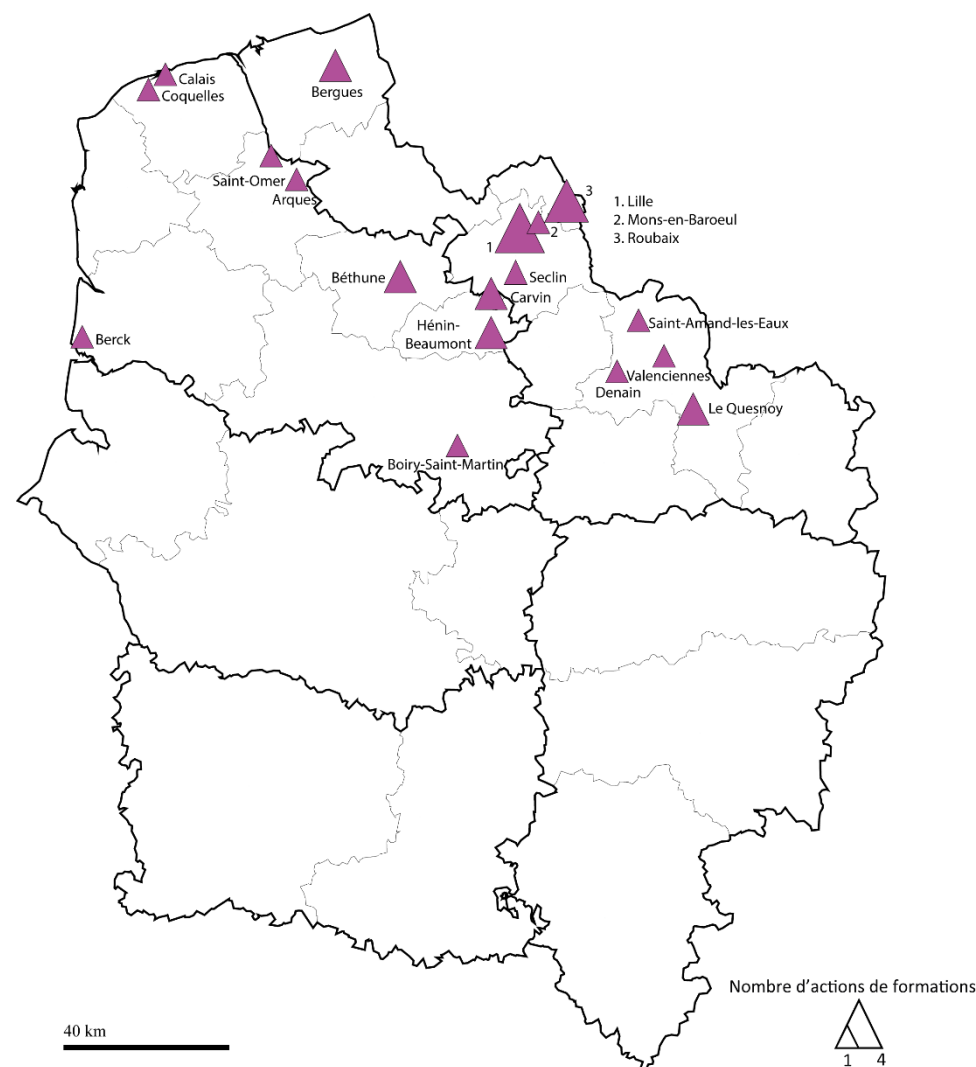 Calais
Coquelles
Bergues
Saint-Omer
Arques
3
1. Lille
2. Mons-en-Baroeul
3. Roubaix
1
2
Béthune
Seclin
Carvin
Hénin-
Beaumont
Saint-Amand-les-Eaux
Berck
Valenciennes
Denain
Le Quesnoy
Boiry-Saint-Martin
Nombre d'actions de formations
1 4
40 km